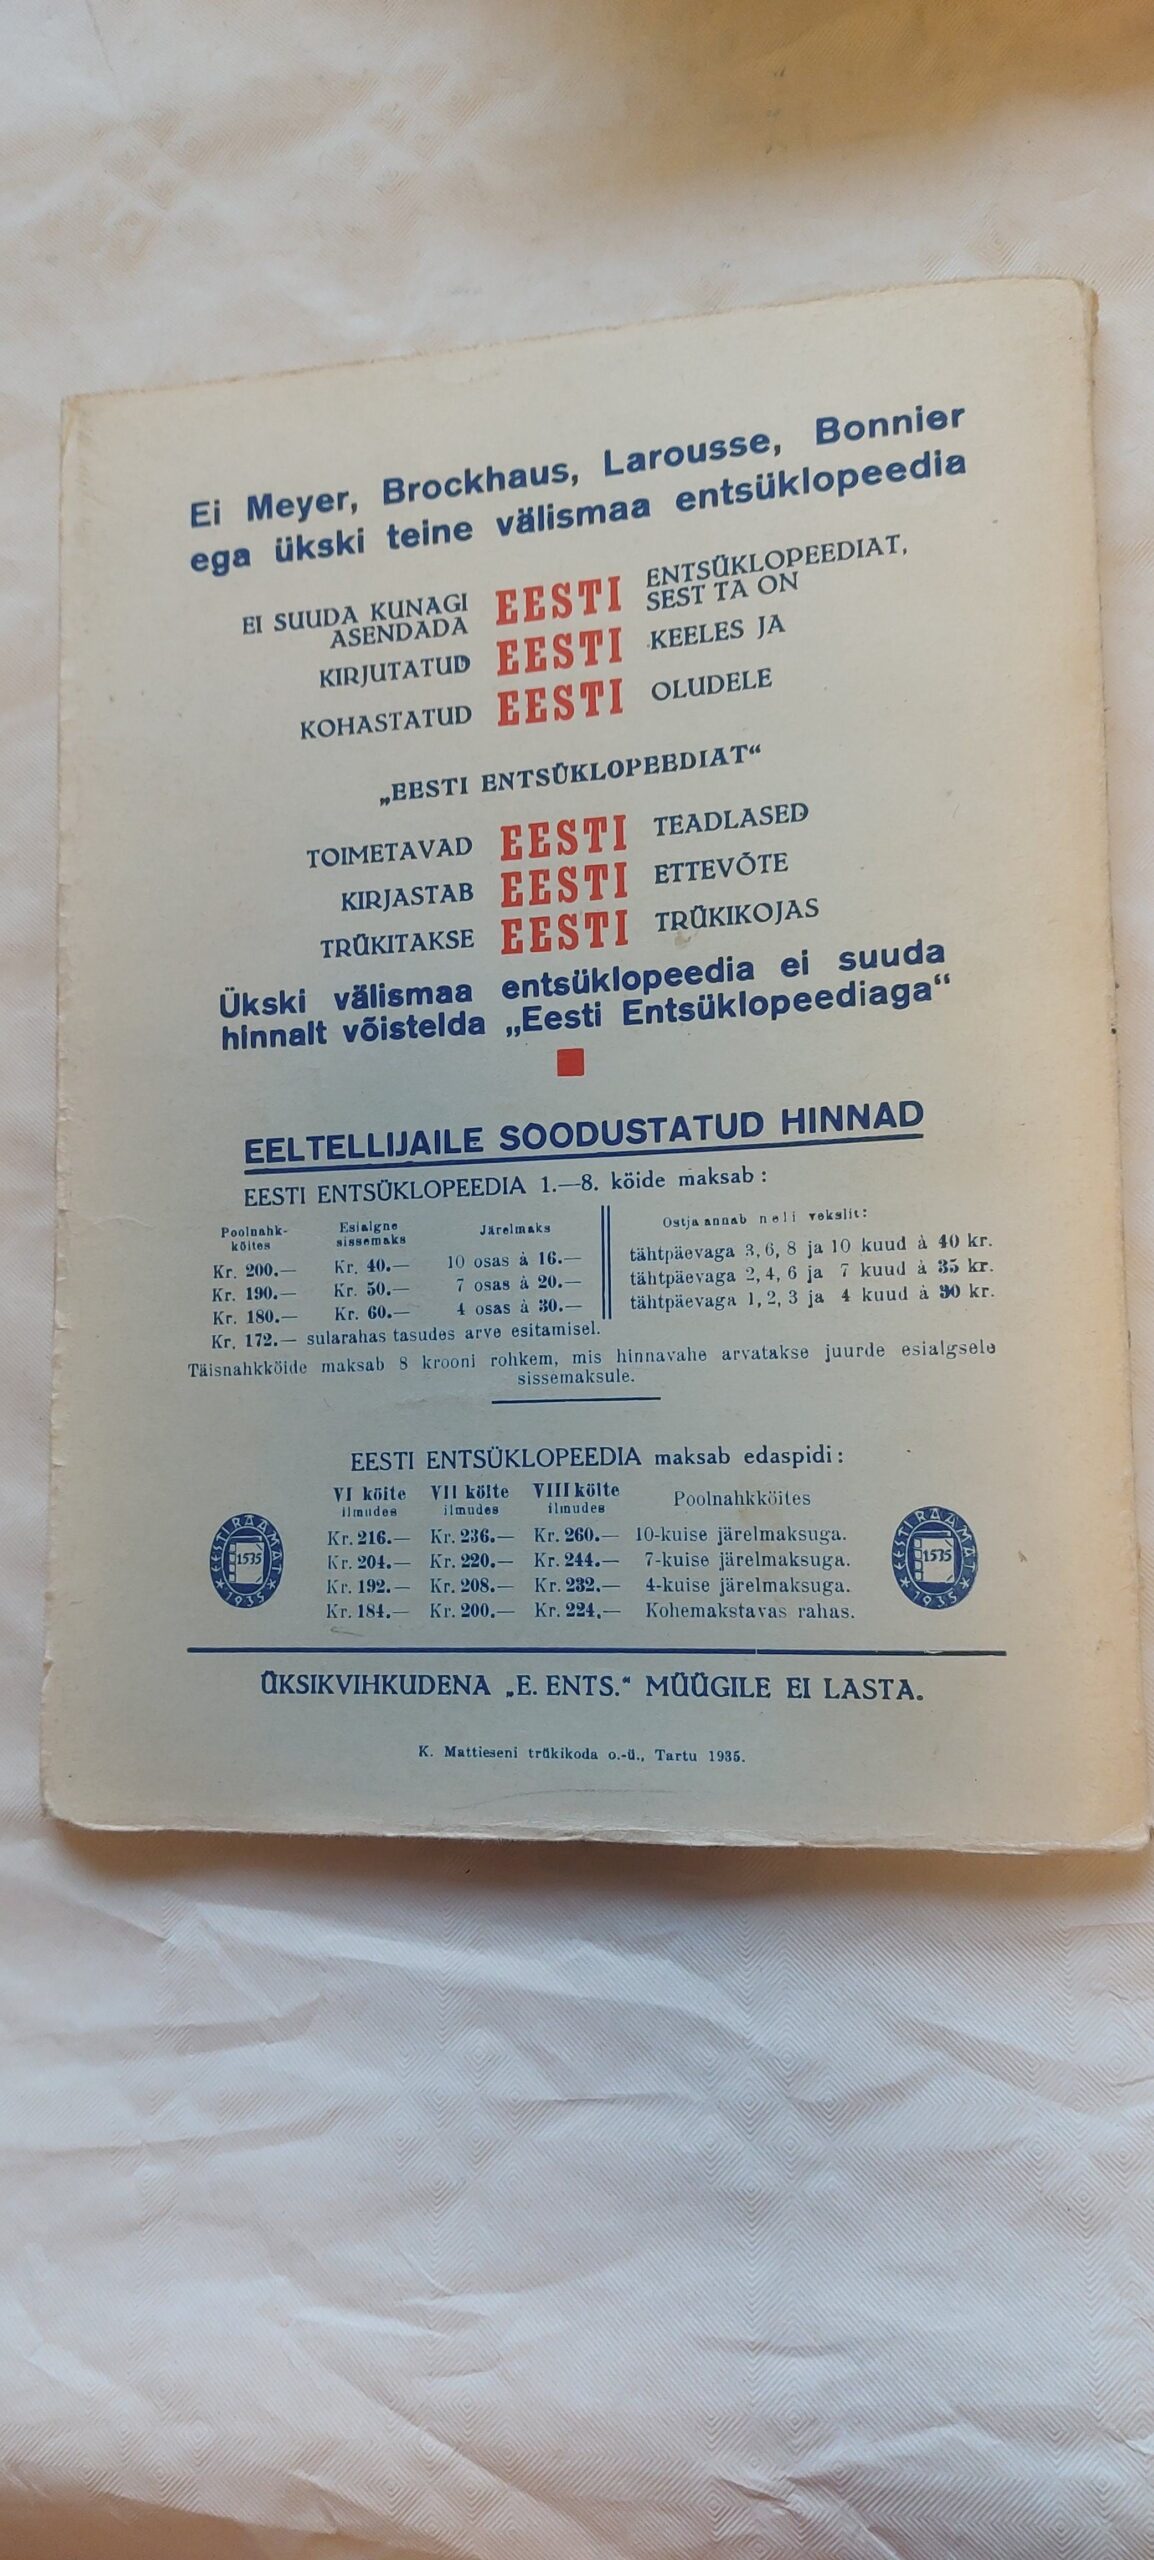 Ei Meyer, Brockhaus, Larousse, Bonnier
ega ükski teine välismaa entsüklopeedia
EI SUUDA KUNAGI ASENDADA EESTI ENTSÜKLOPEEDIAT, SEST TA ON
KIRJUTATUD EESTI KEELES JA
KOHASTATUD EESTI OLUDELE
„EESTI ENTSÜKLOPEEDIAT“
TOIMETAVAD EESTI TEADLASED
KIRJASTAB EESTI ETTEVÕTE
TRÜKITAKSE EESTI TRÜKIKOJAS
Ükski välismaa entsüklopeedia ei suuda
hinnalt võistelda „Eesti Entsüklopeediaga“
EELTELLIJAILE SOODUSTATUD HINNAD
EESTI ENTSÜKLOPEEDIA 1.—8. köide maksab:
Poolnahk-köites Esialgne sissemaks Järelmaks Ostja annab neli vekslit:
Kr. 200.— Kr. 40.— 10 osas à 16.— tähtpäevaga 3, 6, 8 ja 10 kuud à 40 kr.
Kr. 190.— Kr. 50.— 7 osas à 20.— tähtpäevaga 2, 4, 6 ja 7 kuud à 35 kr.
Kr. 180.— Kr. 60.— 4 osas à 30.— tähtpäevaga 1, 2, 3 ja 4 kuud à 30 kr.
Kr. 172.— sularahas tasudes arve esitamisel.
Täisnahkköide maksab 8 krooni rohkem, mis hinnavahe arvatakse juurde esialgsele
sissemaksule.
EESTI ENTSÜKLOPEEDIA maksab edaspidi:
VI köite ilmudes VII köite ilmudes VIII köite ilmudes Poolnahkköites
Kr. 216.— Kr. 236.— Kr. 260.— 10-kuise järelmaksuga.
Kr. 204.— Kr. 220.— Kr. 244.— 7-kuise järelmaksuga.
Kr. 192.— Kr. 208.— Kr. 232.— 4-kuise järelmaksuga.
Kr. 184.— Kr. 200.— Kr. 224.— Kohemakstavas rahas.
EESTI RAAMAT 1535 1935
EESTI RAAMAT 1535 1935
ÜKSIKVIHKUDENA „E. ENTS.“ MÜÜGILE EI LASTA.
K. Mattieseni trükikoda o.-ü., Tartu 1935.